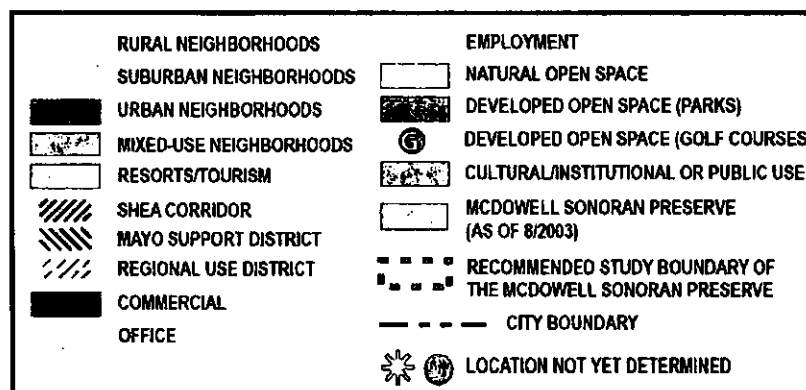 RURAL NEIGHBORHOODS
SUBURBAN NEIGHBORHOODS
URBAN NEIGHBORHOODS
MIXED-USE NEIGHBORHOODS
RESORTS/TOURISM
SHEA CORRIDOR
MAYO SUPPORT DISTRICT
REGIONAL USE DISTRICT
COMMERCIAL
OFFICE
EMPLOYMENT
NATURAL OPEN SPACE
DEVELOPED OPEN SPACE (PARKS)
DEVELOPED OPEN SPACE (GOLF COURSES
CULTURAL/INSTITUTIONAL OR PUBLIC USE
MCDOWELL SONORAN PRESERVE
(AS OF 8/2003)
RECOMMENDED STUDY BOUNDARY OF
THE MCDOWELL SONORAN PRESERVE
CITY BOUNDARY
LOCATION NOT YET DETERMINED